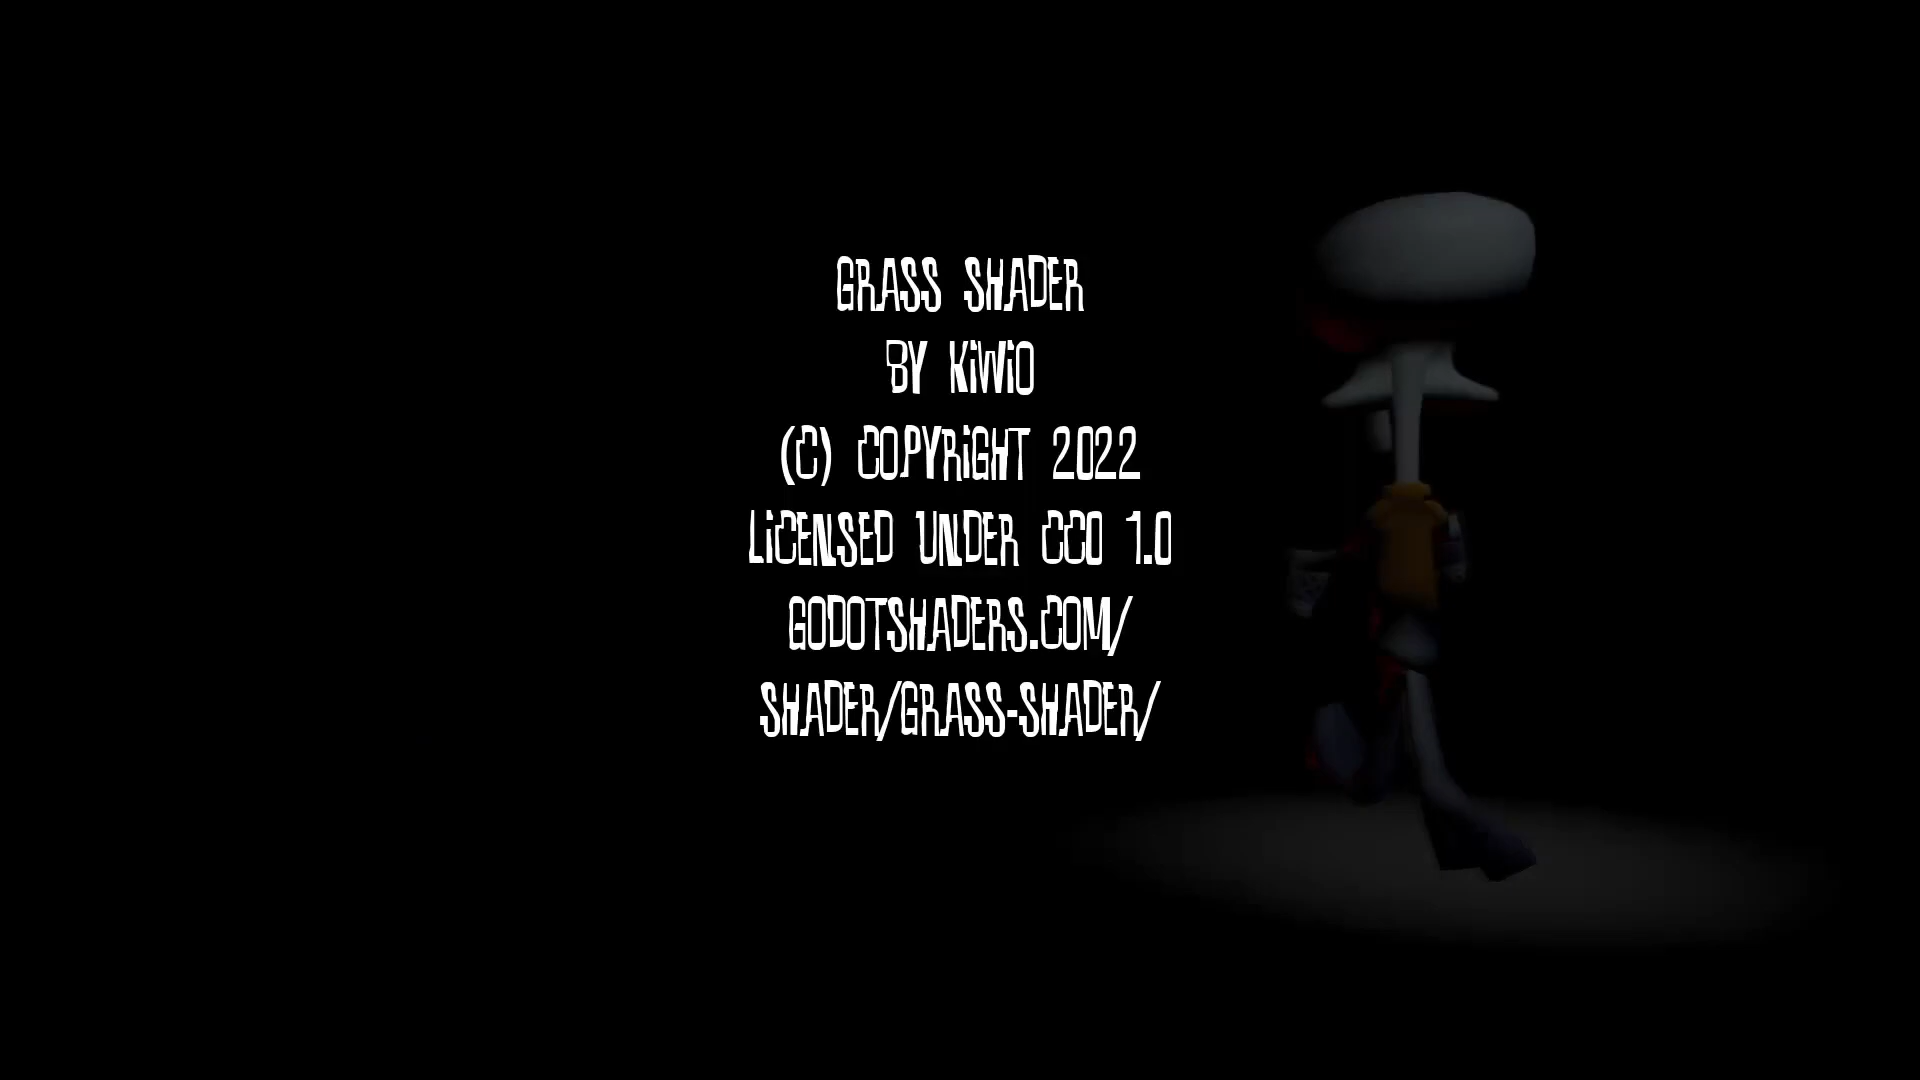 GRASS SHADER
BY KiWiO
(C) COPYRiGHT 2022
LiCENSED UNDER CC0 1.0
GODOTSHADERS.COM/
SHADER/GRASS-SHADER/